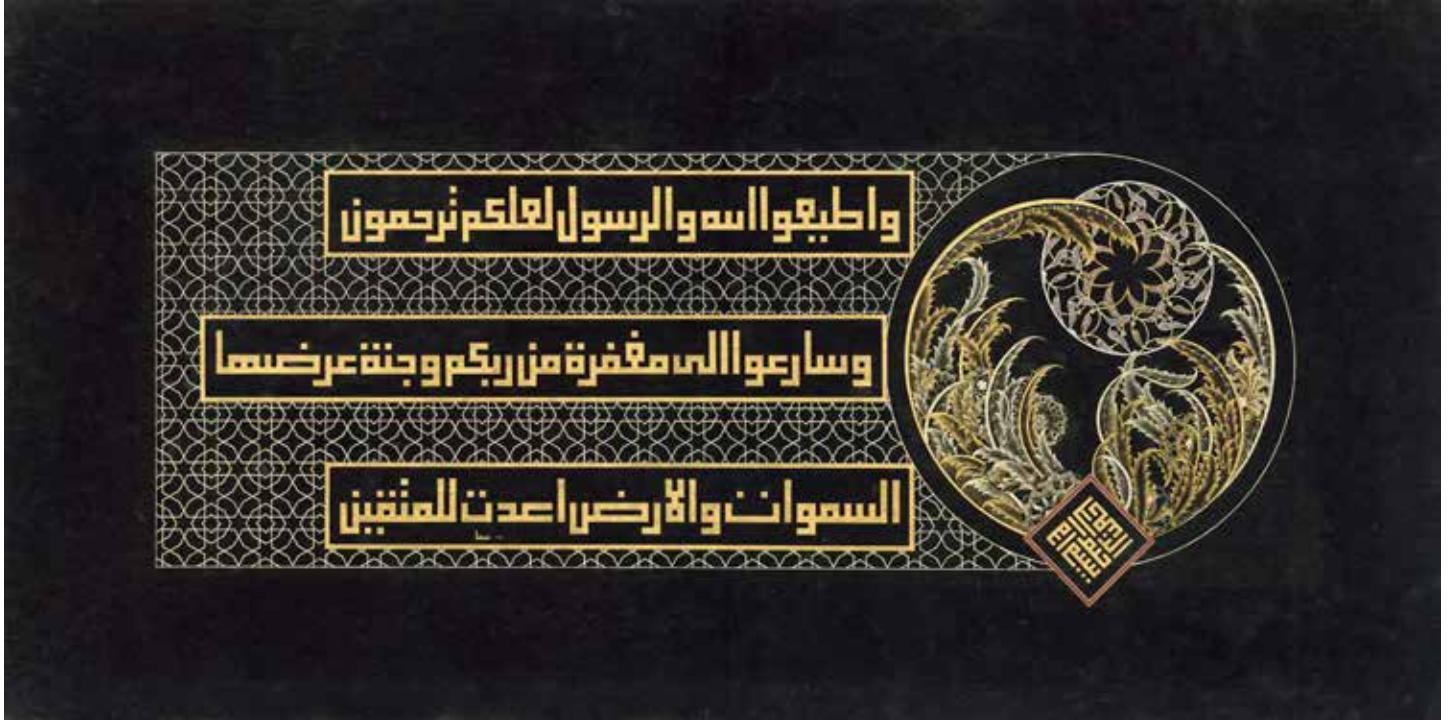 واطيعوا الله والرسول لعلكم ترحمون
وسارعوا الى مغفرة من ربكم وجنة عرضها
السموات والارض اعدت للمتقين